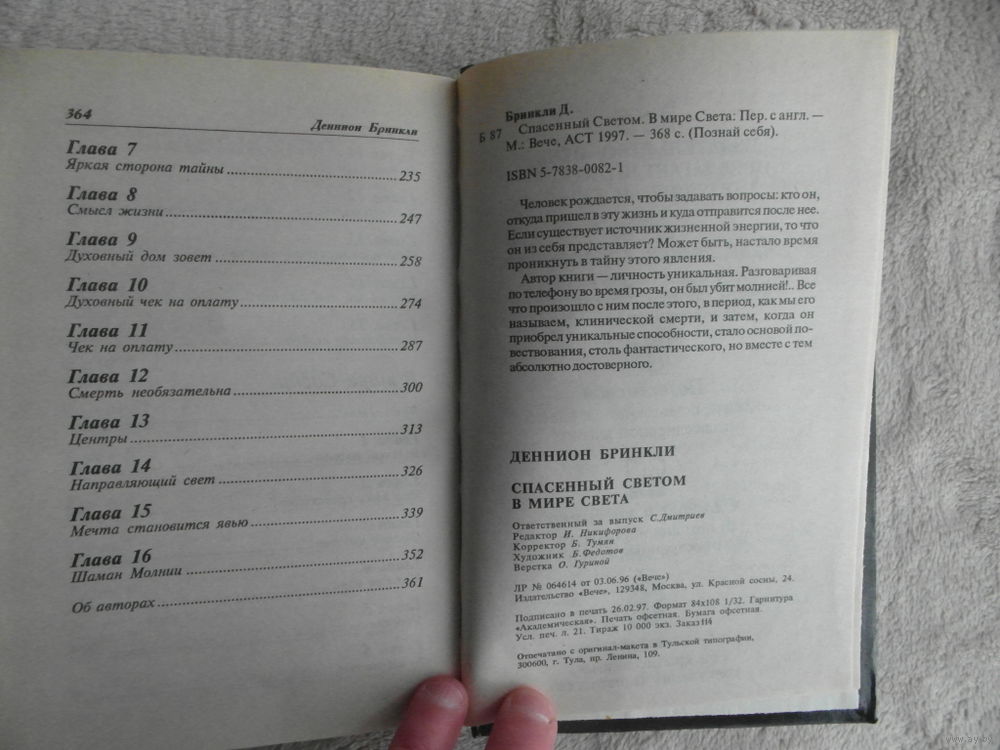 364
Деннион Бринкли
Глава 7
Яркая сторона тайны ... 235
Глава 8
Смысл жизни ... 247
Глава 9
Духовный дом зовет ... 258
Глава 10
Духовный чек на оплату ... 274
Глава 11
Чек на оплату ... 287
Глава 12
Смерть необязательна ... 300
Глава 13
Центры ... 313
Глава 14
Направляющий свет ... 326
Глава 15
Мечта становится явью ... 339
Глава 16
Шаман Молнии ... 352
Об авторах ... 361
Бринкли Д.
Б 87 Спасенный Светом. В мире Света: Пер. с англ. —
М.: Вече, АСТ 1997. — 368 с. (Познай себя).
ISBN 5-7838-0082-1
Человек рождается, чтобы задавать вопросы: кто он,
откуда пришел в эту жизнь и куда отправится после нее.
Если существует источник жизненной энергии, то что
он из себя представляет? Может быть, настало время
проникнуть в тайну этого явления.
Автор книги — личность уникальная. Разговаривая
по телефону во время грозы, он был убит молнией!.. Все
что произошло с ним после этого, в период, как мы его
называем, клинической смерти, и затем, когда он
приобрел уникальные способности, стало основой по-
вествования, столь фантастического, но вместе с тем
абсолютно достоверного.
ДЕННИОН БРИНКЛИ
СПАСЕННЫЙ СВЕТОМ
В МИРЕ СВЕТА
Ответственный за выпуск С.Дмитриев
Редактор И. Никифорова
Корректор Б. Тумян
Художник Б.Федотов
Верстка О. Гуриной
ЛР № 064614 от 03.06.96 («Вече»)
Издательство «Вече», 129348, Москва, ул. Красной сосны, 24.
Подписано в печать 26.02.97. Формат 84х108 1/32. Гарнитура
«Академическая». Печать офсетная. Бумага офсетная.
Усл. печ. л. 21. Тираж 10 000 экз. Заказ 114
Отпечатано с оригинал-макета в Тульской типографии,
300600, г. Тула, пр. Ленина, 109.
www.ay.by